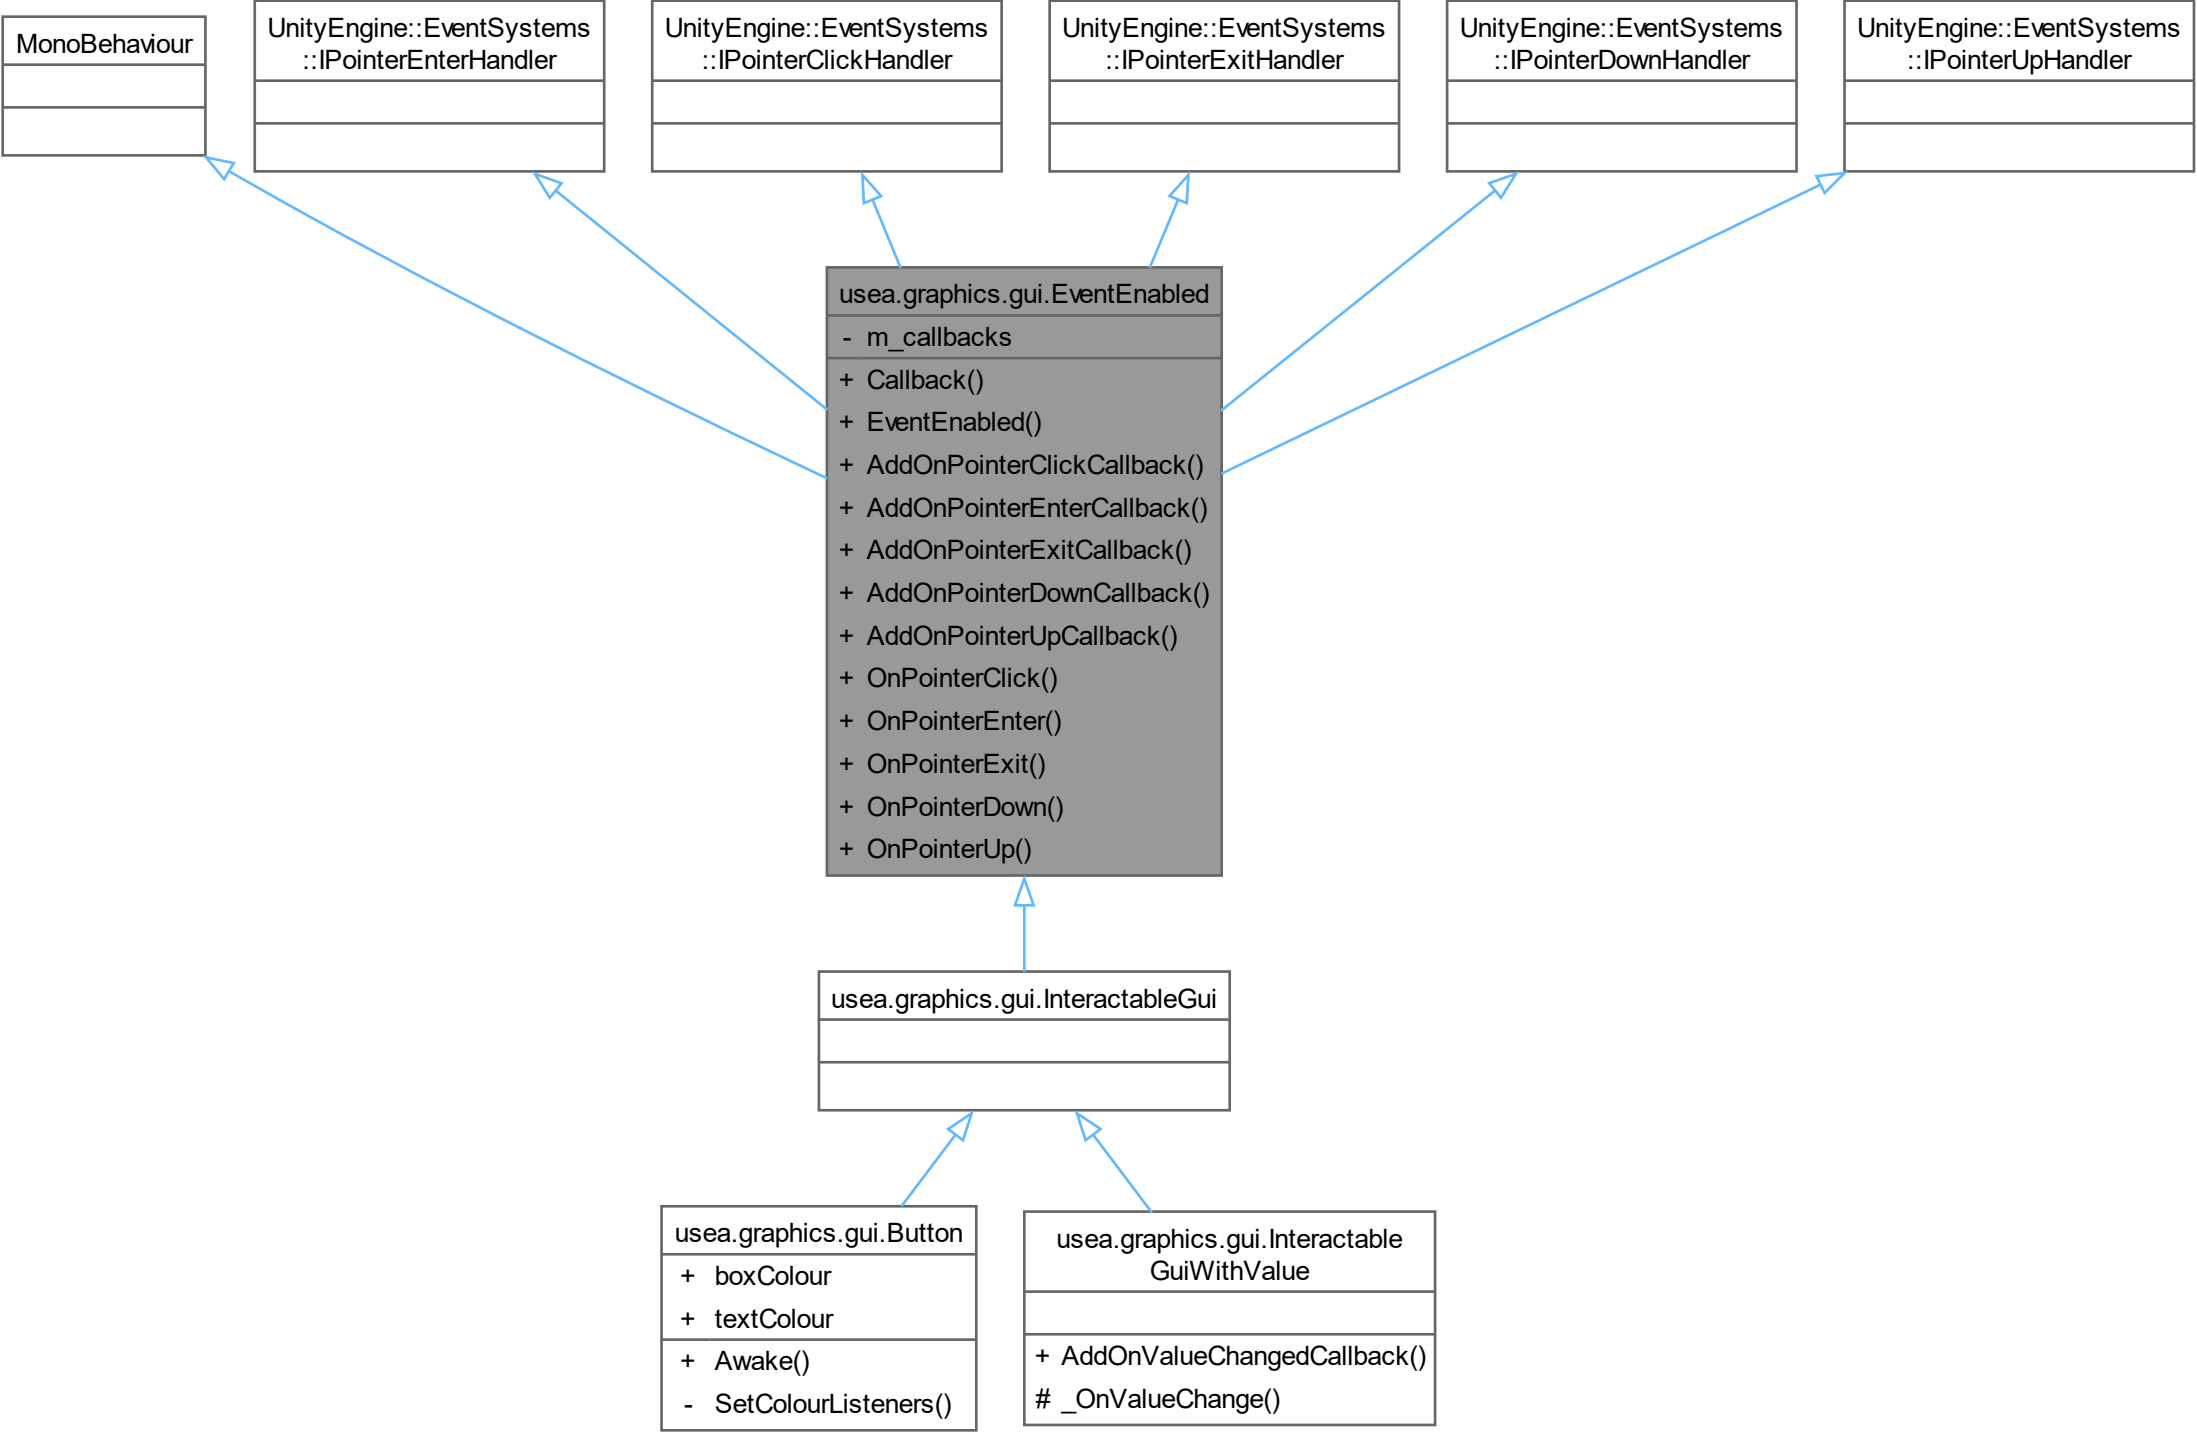 MonoBehaviour
UnityEngine::EventSystems
::IPointerEnterHandler
UnityEngine::EventSystems
::IPointerClickHandler
UnityEngine::EventSystems
::IPointerExitHandler
UnityEngine::EventSystems
::IPointerDownHandler
UnityEngine::EventSystems
::IPointerUpHandler
usea.graphics.gui.EventEnabled
- m_callbacks
+ Callback()
+ EventEnabled()
+ AddOnPointerClickCallback()
+ AddOnPointerEnterCallback()
+ AddOnPointerExitCallback()
+ AddOnPointerDownCallback()
+ AddOnPointerUpCallback()
+ OnPointerClick()
+ OnPointerEnter()
+ OnPointerExit()
+ OnPointerDown()
+ OnPointerUp()
usea.graphics.gui.InteractableGui
usea.graphics.gui.Button
+ boxColour
+ textColour
+ Awake()
- SetColourListeners()
usea.graphics.gui.Interactable
GuiWithValue
+ AddOnValueChangedCallback()
# _OnValueChange()